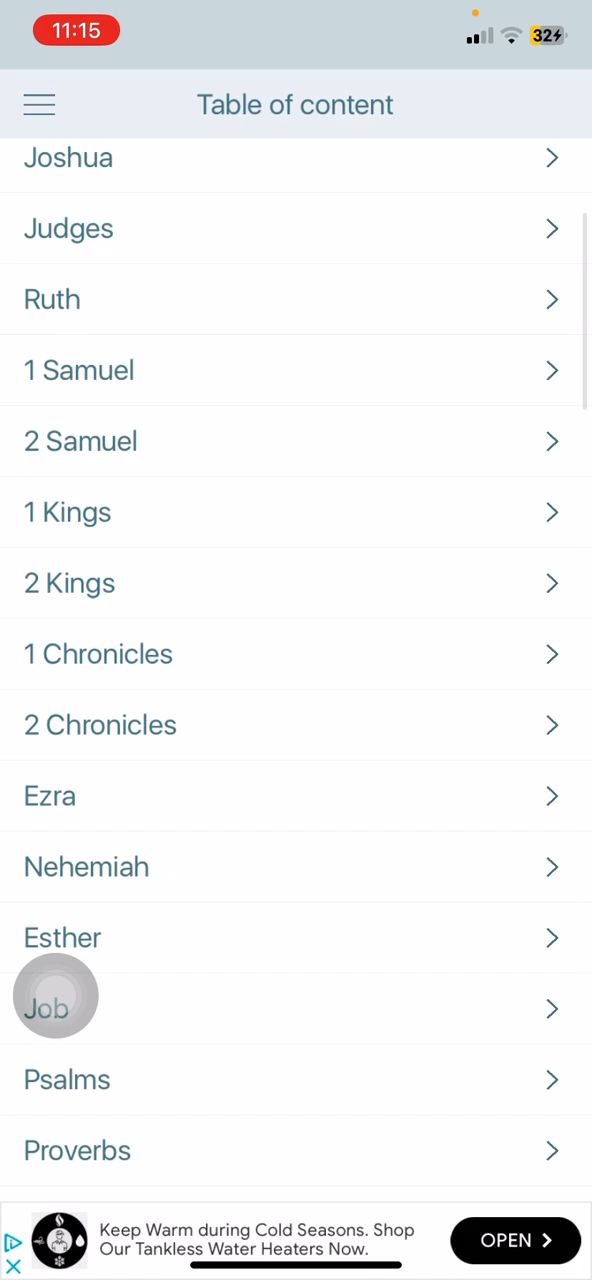 11:15
32
Table of content
Joshua
Judges
Ruth
1 Samuel
2 Samuel
1 Kings
2 Kings
1 Chronicles
2 Chronicles
Ezra
Nehemiah
Esther
Job
Psalms
Proverbs
Keep Warm during Cold Seasons. Shop
Our Tankless Water Heaters Now.
OPEN